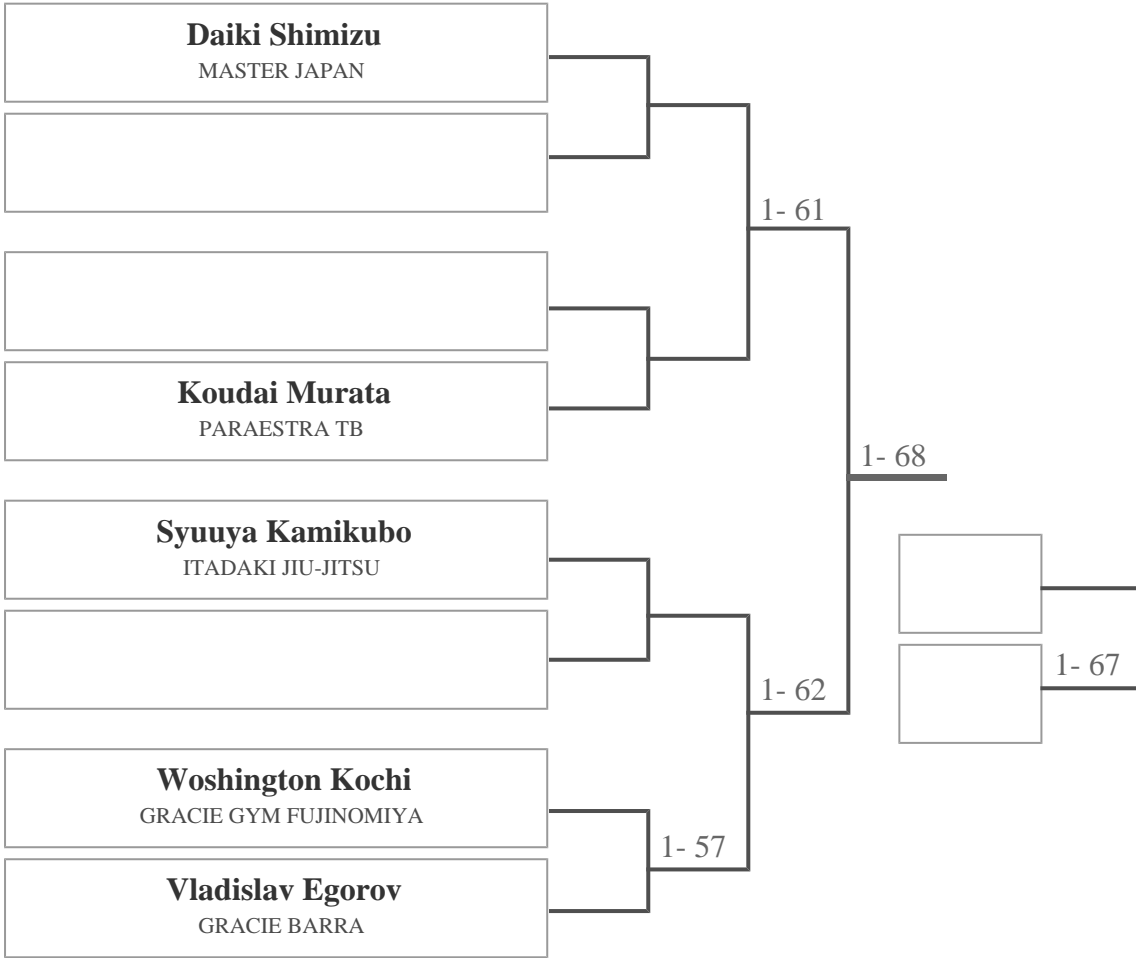 Daiki Shimizu
MASTER JAPAN
1- 61
Koudai Murata
PARAESTRA TB
1- 68
Syuuya Kamikubo
ITADAKI JIU-JITSU
1- 67
1- 62
Woshington Kochi
GRACIE GYM FUJINOMIYA
1- 57
Vladislav Egorov
GRACIE BARRA